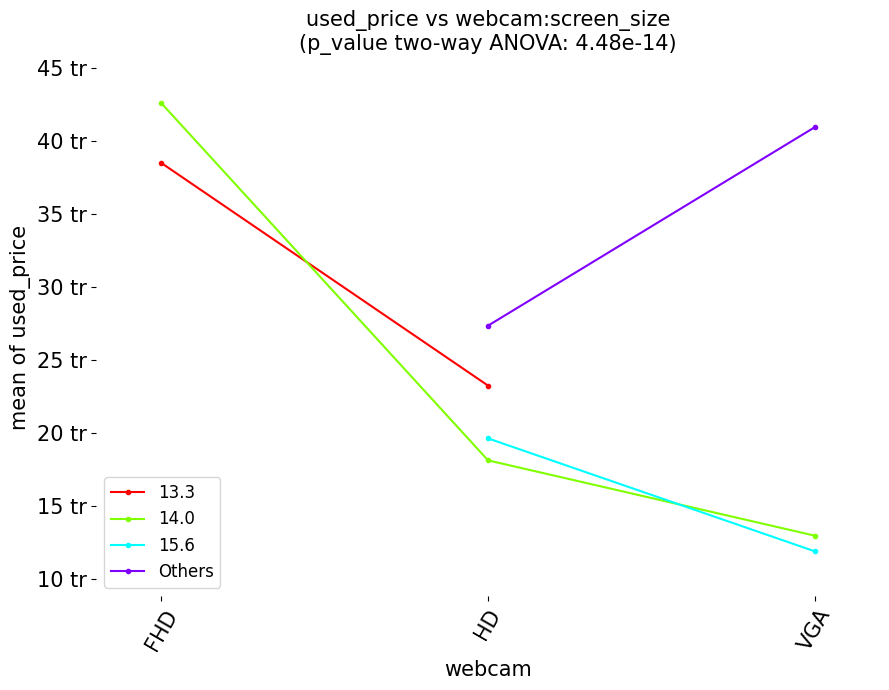 used_price vs webcam:screen_size
(p_value two-way ANOVA: 4.48e-14)
45 tr
40 tr
35 tr
30 tr
25 tr
20 tr
15 tr
10 tr
mean of used_price
13.3
14.0
15.6
Others
FHD
HD
VGA
webcam